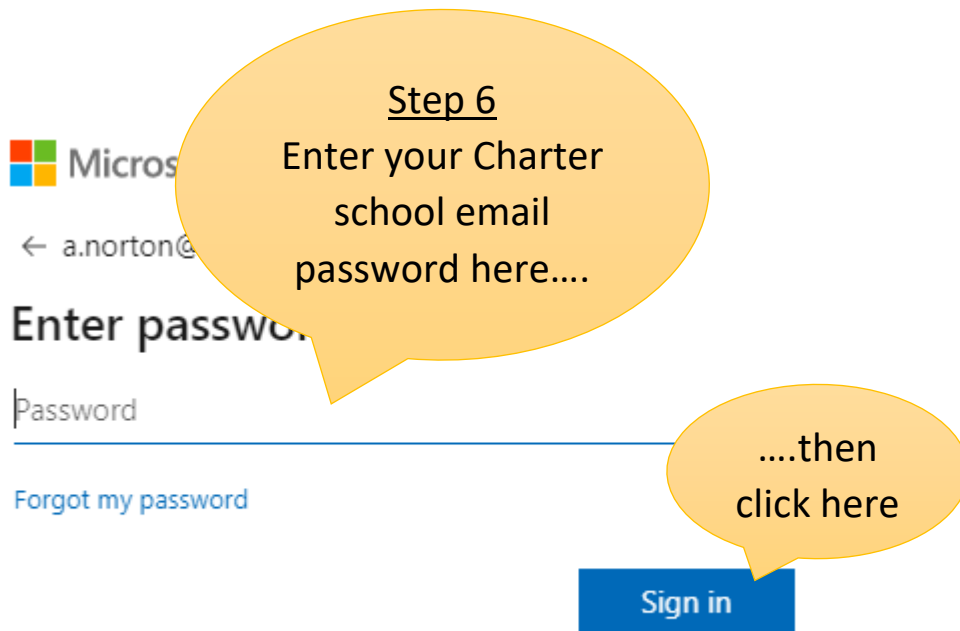 Step 6
Enter your Charter
school email
password here....
Micros
← a.norton@
Enter passwo
Password
Forgot my password
....then
click here
Sign in